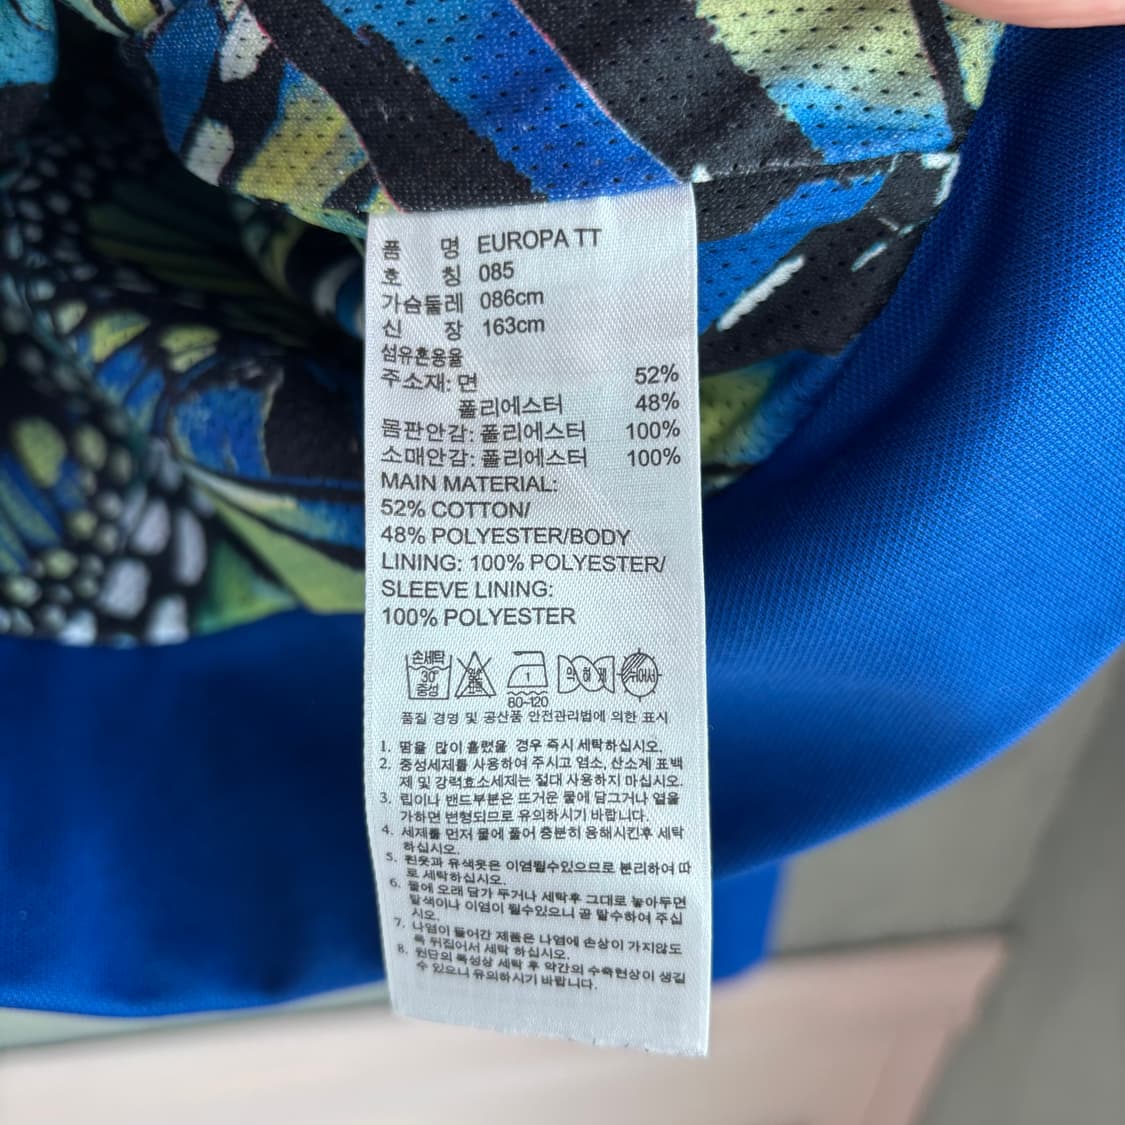 품 명 EUROPA TT
호 칭 085
가슴둘레 086cm
신 장 163cm
섬유혼용율
주소재: 면 52%
폴리에스터 48%
몸판안감: 폴리에스터 100%
소매안감: 폴리에스터 100%
MAIN MATERIAL:
52% COTTON/
48% POLYESTER/BODY
LINING: 100% POLYESTER/
SLEEVE LINING:
100% POLYESTER
손세탁
30°
중성
1
80-120
약하게
뉘어서
품질 경영 및 공산품 안전관리법에 의한 표시
1. 땀을 많이 흘렸을 경우 즉시 세탁하십시오.
2. 중성세제를 사용하여 주시고 염소, 산소계 표백
제 및 강력효소세제는 절대 사용하지 마십시오.
3. 립이나 밴드부분은 뜨거운 물에 담그거나 열을
가하면 변형되므로 유의하시기 바랍니다.
4. 세제를 먼저 물에 풀어 충분히 용해시킨후 세탁
하십시오.
5. 흰옷과 유색옷은 이염될수있으므로 분리하여 따
로 세탁하십시오.
6. 물에 오래 담가 두거나 세탁후 그대로 놓아두면
탈색이나 이염이 될수있으니 곧 탈수하여 주십
시오.
7. 나염이 들어간 제품은 나염에 손상이 가지않도
록 뒤집어서 세탁 하십시오.
8. 원단의 특성상 세탁 후 약간의 수축현상이 생길
수 있으니 유의하시기 바랍니다.